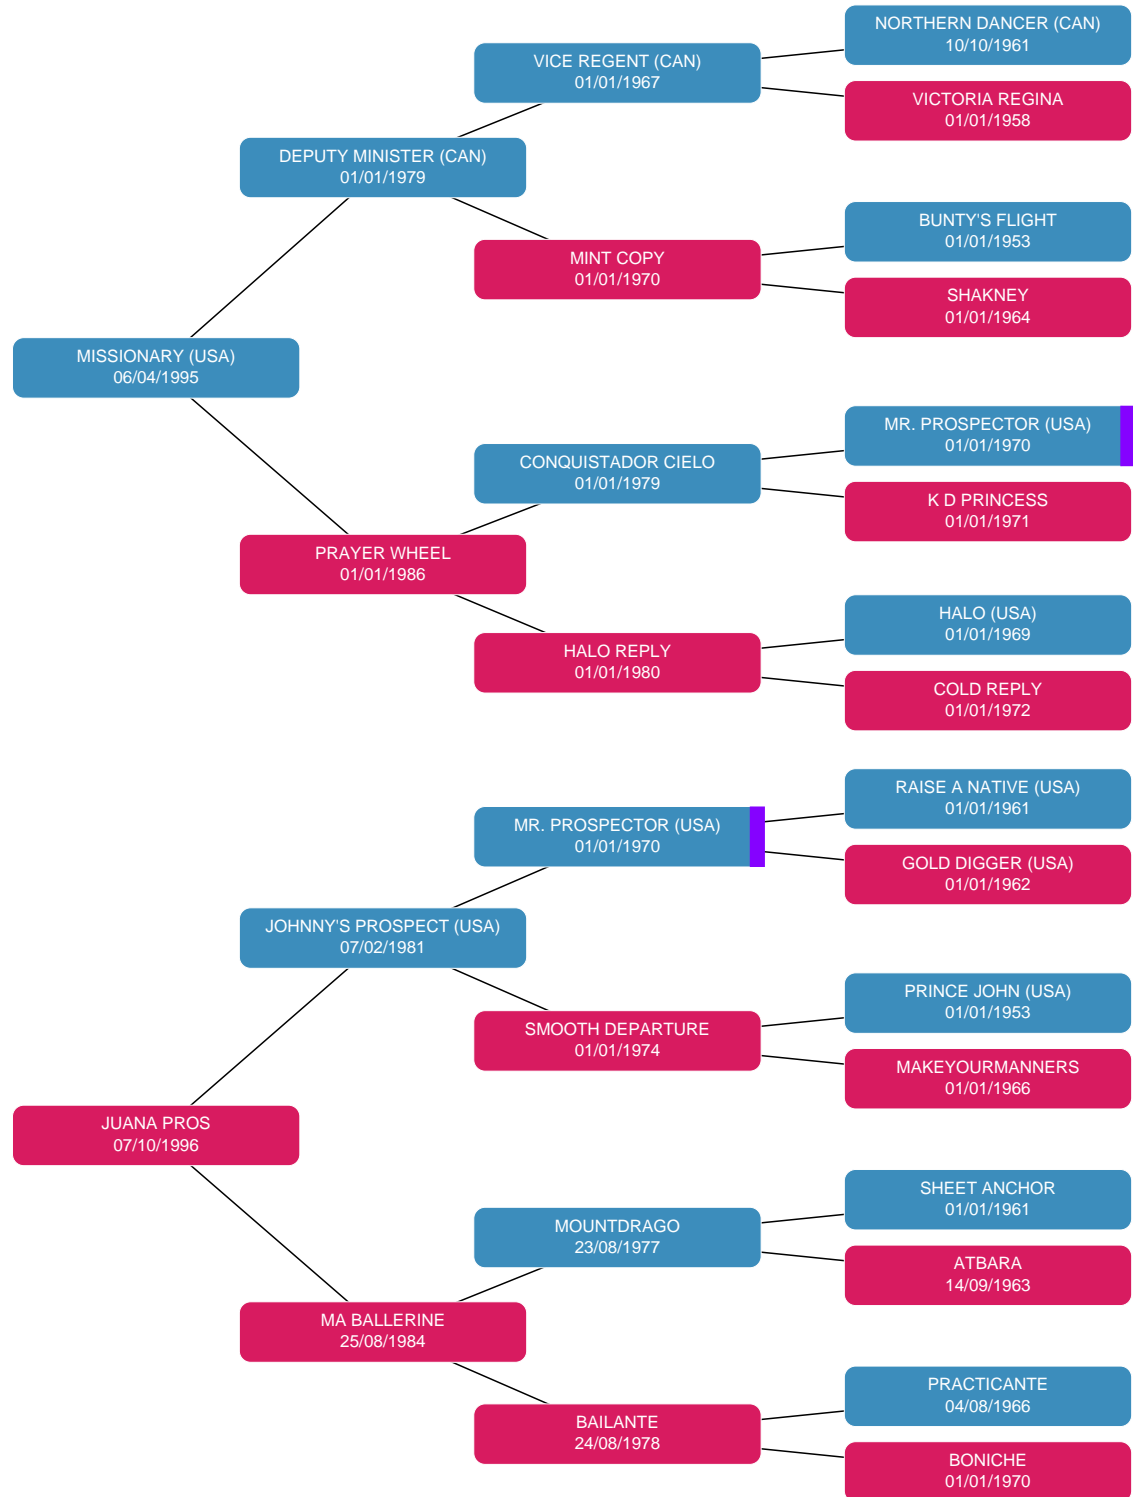 NORTHERN DANCER (CAN)
10/10/1961
VICE REGENT (CAN)
01/01/1967
VICTORIA REGINA
01/01/1958
DEPUTY MINISTER (CAN)
01/01/1979
BUNTY'S FLIGHT
01/01/1953
MINT COPY
01/01/1970
SHAKNEY
01/01/1964
MISSIONARY (USA)
06/04/1995
MR. PROSPECTOR (USA)
01/01/1970
CONQUISTADOR CIELO
01/01/1979
K D PRINCESS
01/01/1971
PRAYER WHEEL
01/01/1986
HALO (USA)
01/01/1969
HALO REPLY
01/01/1980
COLD REPLY
01/01/1972
RAISE A NATIVE (USA)
01/01/1961
MR. PROSPECTOR (USA)
01/01/1970
GOLD DIGGER (USA)
01/01/1962
JOHNNY'S PROSPECT (USA)
07/02/1981
PRINCE JOHN (USA)
01/01/1953
SMOOTH DEPARTURE
01/01/1974
MAKEYOURMANNERS
01/01/1966
JUANA PROS
07/10/1996
SHEET ANCHOR
01/01/1961
MOUNTDRAGO
23/08/1977
ATBARA
14/09/1963
MA BALLERINE
25/08/1984
PRACTICANTE
04/08/1966
BAILANTE
24/08/1978
BONICHE
01/01/1970